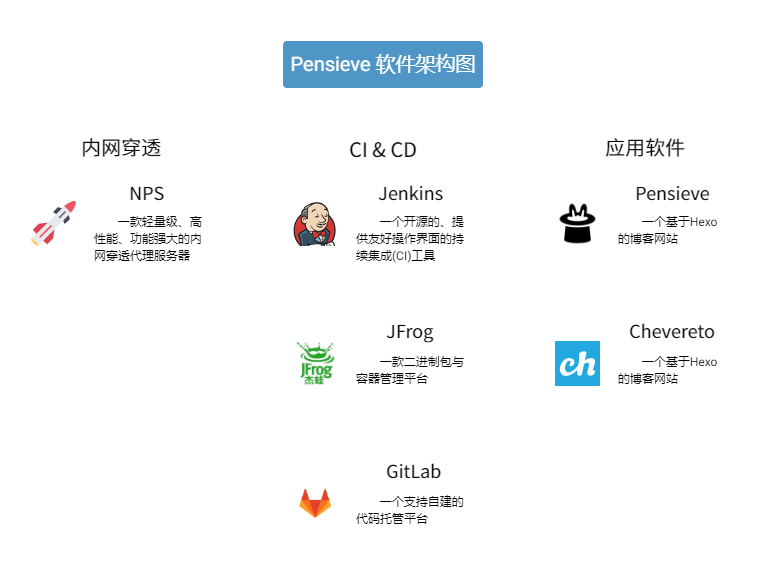 Pensieve 软件架构图
内网穿透
NPS
一款轻量级、高
性能、功能强大的内
网穿透代理服务器
CI & CD
Jenkins
一个开源的、提
供友好操作界面的持
续集成(CI)工具
JFrog
JFrog
杰蛙
一款二进制包与
容器管理平台
GitLab
一个支持自建的
代码托管平台
应用软件
Pensieve
一个基于Hexo
的博客网站
Chevereto
ch
一个基于Hexo
的博客网站